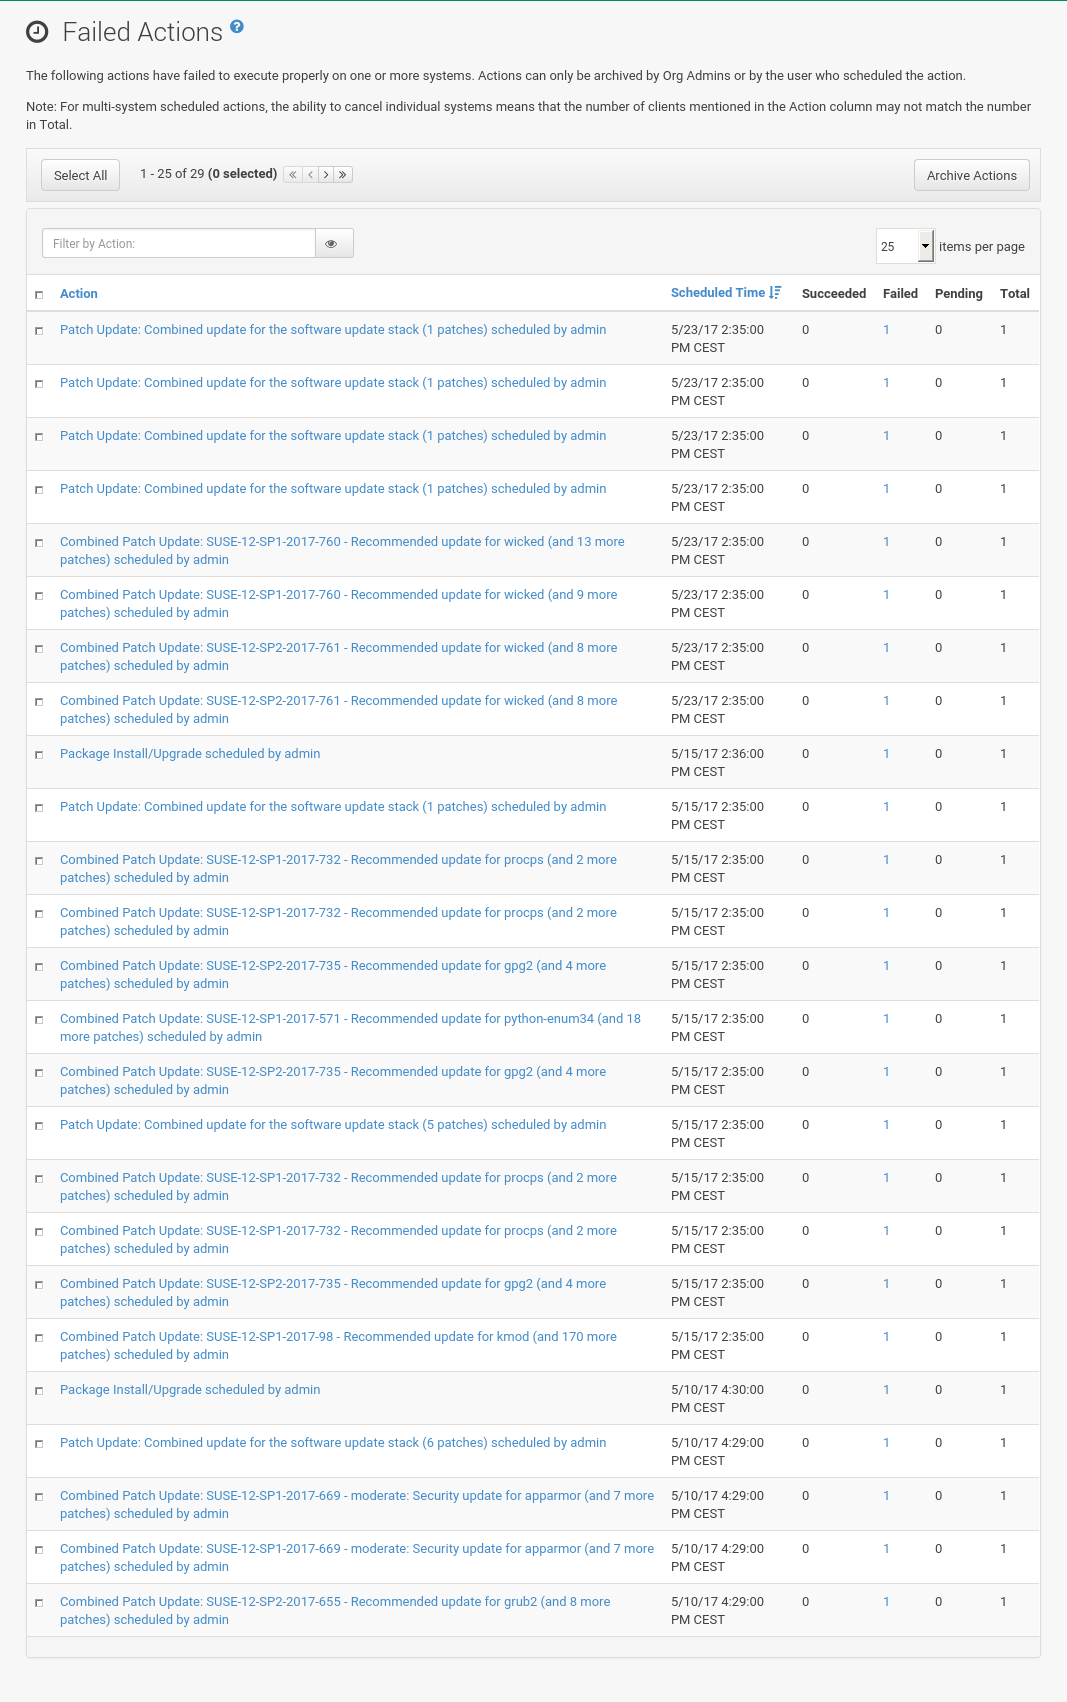 Failed Actions ?
The following actions have failed to execute properly on one or more systems. Actions can only be archived by Org Admins or by the user who scheduled the action.
Note: For multi-system scheduled actions, the ability to cancel individual systems means that the number of clients mentioned in the Action column may not match the number
in Total.
Select All 1 - 25 of 29 (0 selected) Archive Actions
Filter by Action: 25 items per page
Action Scheduled Time Succeeded Failed Pending Total
Patch Update: Combined update for the software update stack (1 patches) scheduled by admin 5/23/17 2:35:00 0 1 0 1
PM CEST
Patch Update: Combined update for the software update stack (1 patches) scheduled by admin 5/23/17 2:35:00 0 1 0 1
PM CEST
Patch Update: Combined update for the software update stack (1 patches) scheduled by admin 5/23/17 2:35:00 0 1 0 1
PM CEST
Patch Update: Combined update for the software update stack (1 patches) scheduled by admin 5/23/17 2:35:00 0 1 0 1
PM CEST
Combined Patch Update: SUSE-12-SP1-2017-760 - Recommended update for wicked (and 13 more 5/23/17 2:35:00 0 1 0 1
patches) scheduled by admin PM CEST
Combined Patch Update: SUSE-12-SP1-2017-760 - Recommended update for wicked (and 9 more 5/23/17 2:35:00 0 1 0 1
patches) scheduled by admin PM CEST
Combined Patch Update: SUSE-12-SP2-2017-761 - Recommended update for wicked (and 8 more 5/23/17 2:35:00 0 1 0 1
patches) scheduled by admin PM CEST
Combined Patch Update: SUSE-12-SP2-2017-761 - Recommended update for wicked (and 8 more 5/23/17 2:35:00 0 1 0 1
patches) scheduled by admin PM CEST
Package Install/Upgrade scheduled by admin 5/15/17 2:36:00 0 1 0 1
PM CEST
Patch Update: Combined update for the software update stack (1 patches) scheduled by admin 5/15/17 2:35:00 0 1 0 1
PM CEST
Combined Patch Update: SUSE-12-SP1-2017-732 - Recommended update for procps (and 2 more 5/15/17 2:35:00 0 1 0 1
patches) scheduled by admin PM CEST
Combined Patch Update: SUSE-12-SP1-2017-732 - Recommended update for procps (and 2 more 5/15/17 2:35:00 0 1 0 1
patches) scheduled by admin PM CEST
Combined Patch Update: SUSE-12-SP2-2017-735 - Recommended update for gpg2 (and 4 more 5/15/17 2:35:00 0 1 0 1
patches) scheduled by admin PM CEST
Combined Patch Update: SUSE-12-SP1-2017-571 - Recommended update for python-enum34 (and 18 5/15/17 2:35:00 0 1 0 1
more patches) scheduled by admin PM CEST
Combined Patch Update: SUSE-12-SP2-2017-735 - Recommended update for gpg2 (and 4 more 5/15/17 2:35:00 0 1 0 1
patches) scheduled by admin PM CEST
Patch Update: Combined update for the software update stack (5 patches) scheduled by admin 5/15/17 2:35:00 0 1 0 1
PM CEST
Combined Patch Update: SUSE-12-SP1-2017-732 - Recommended update for procps (and 2 more 5/15/17 2:35:00 0 1 0 1
patches) scheduled by admin PM CEST
Combined Patch Update: SUSE-12-SP1-2017-732 - Recommended update for procps (and 2 more 5/15/17 2:35:00 0 1 0 1
patches) scheduled by admin PM CEST
Combined Patch Update: SUSE-12-SP2-2017-735 - Recommended update for gpg2 (and 4 more 5/15/17 2:35:00 0 1 0 1
patches) scheduled by admin PM CEST
Combined Patch Update: SUSE-12-SP1-2017-98 - Recommended update for kmod (and 170 more 5/15/17 2:35:00 0 1 0 1
patches) scheduled by admin PM CEST
Package Install/Upgrade scheduled by admin 5/10/17 4:30:00 0 1 0 1
PM CEST
Patch Update: Combined update for the software update stack (6 patches) scheduled by admin 5/10/17 4:29:00 0 1 0 1
PM CEST
Combined Patch Update: SUSE-12-SP1-2017-669 - moderate: Security update for apparmor (and 7 more 5/10/17 4:29:00 0 1 0 1
patches) scheduled by admin PM CEST
Combined Patch Update: SUSE-12-SP1-2017-669 - moderate: Security update for apparmor (and 7 more 5/10/17 4:29:00 0 1 0 1
patches) scheduled by admin PM CEST
Combined Patch Update: SUSE-12-SP2-2017-655 - Recommended update for grub2 (and 8 more 5/10/17 4:29:00 0 1 0 1
patches) scheduled by admin PM CEST